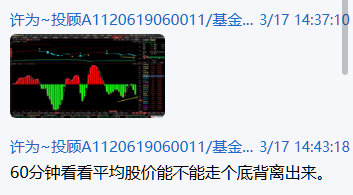 许为~投顾A1120619060011/基金... 3/17 14:37:10
许为~投顾A1120619060011/基金... 3/17 14:43:18
60分钟看看平均股价能不能走个底背离出来。